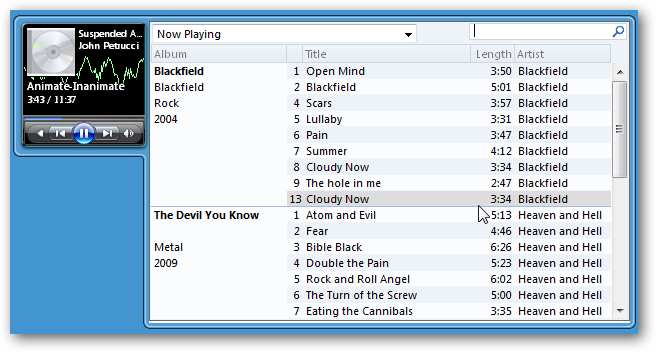 Suspended A...
John Petrucci
Animate-Inanimate
3:43 / 11:37
Now Playing
Album Title Length Artist
Blackfield 1 Open Mind 3:50 Blackfield
Blackfield 2 Blackfield 5:01 Blackfield
Rock 4 Scars 3:57 Blackfield
2004 5 Lullaby 3:31 Blackfield
6 Pain 3:47 Blackfield
7 Summer 4:12 Blackfield
8 Cloudy Now 3:34 Blackfield
9 The hole in me 2:47 Blackfield
13 Cloudy Now 3:34 Blackfield
The Devil You Know 1 Atom and Evil 5:13 Heaven and Hell
2 Fear 4:46 Heaven and Hell
Metal 3 Bible Black 6:26 Heaven and Hell
2009 4 Double the Pain 5:23 Heaven and Hell
5 Rock and Roll Angel 6:02 Heaven and Hell
6 The Turn of the Screw 5:00 Heaven and Hell
7 Eating the Cannibals 3:35 Heaven and Hell